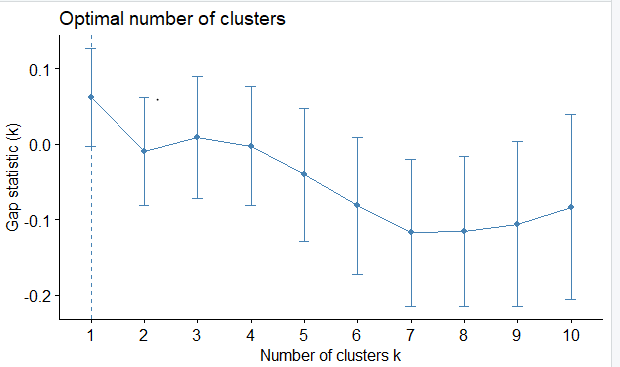 Optimal number of clusters
Gap statistic (k)
0.1
0.0
-0.1
-0.2
1 2 3 4 5 6 7 8 9 10
Number of clusters k